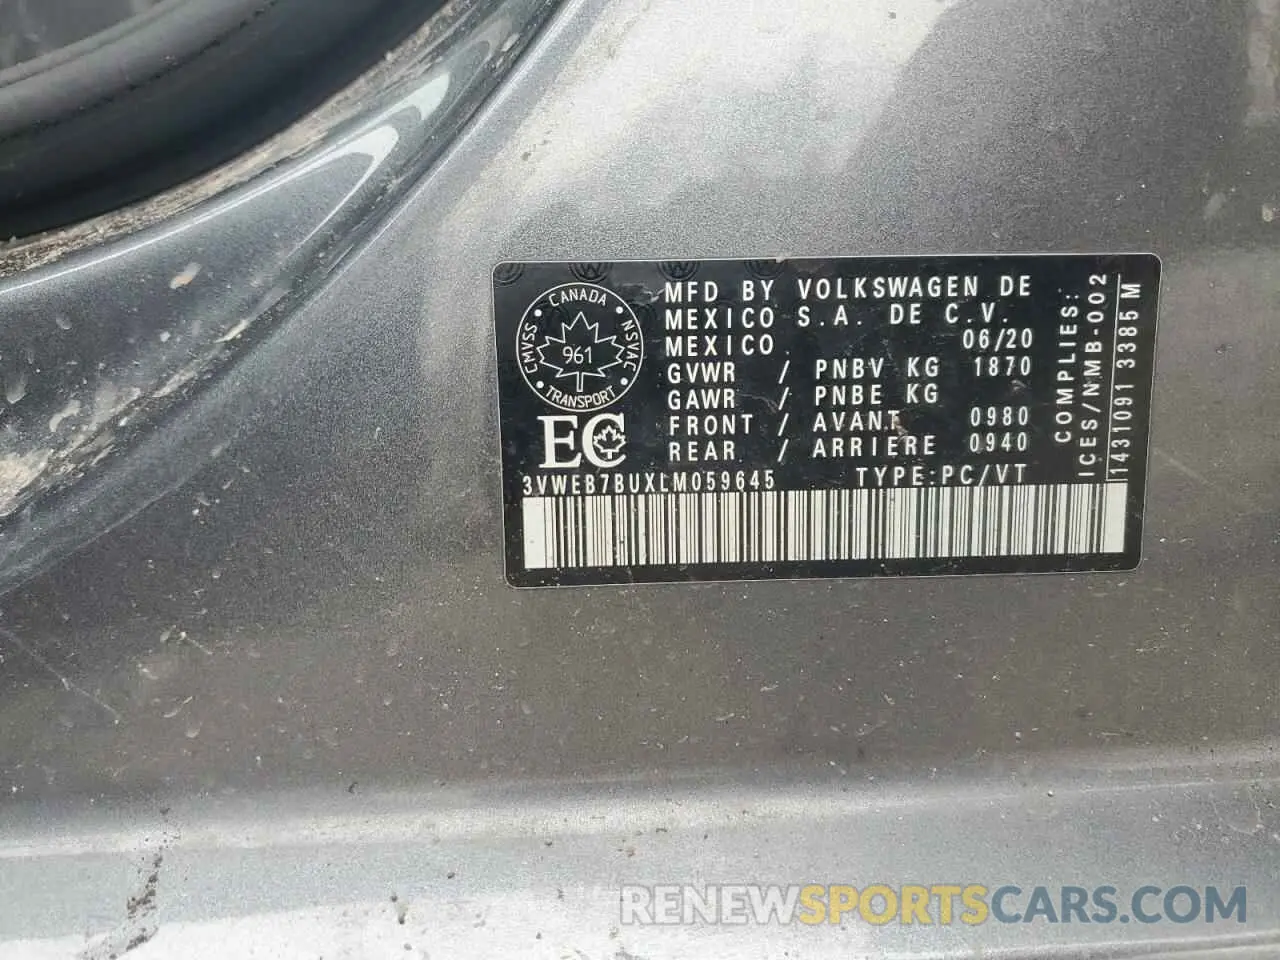 CANADA
CMVSS
NSVAC
961
TRANSPORT
EC
MFD BY VOLKSWAGEN DE
MEXICO S.A. DE C.V.
MEXICO. 06/20
GVWR / PNBV KG 1870
GAWR / PNBE KG
FRONT / AVANT 0980
REAR / ARRIERE 0940
3VWEB7BUXLM059645 TYPE:PC/VT
COMPLIES:
ICES/NMB-002
1431091 3385M
RENEWSPORTSCARS.COM